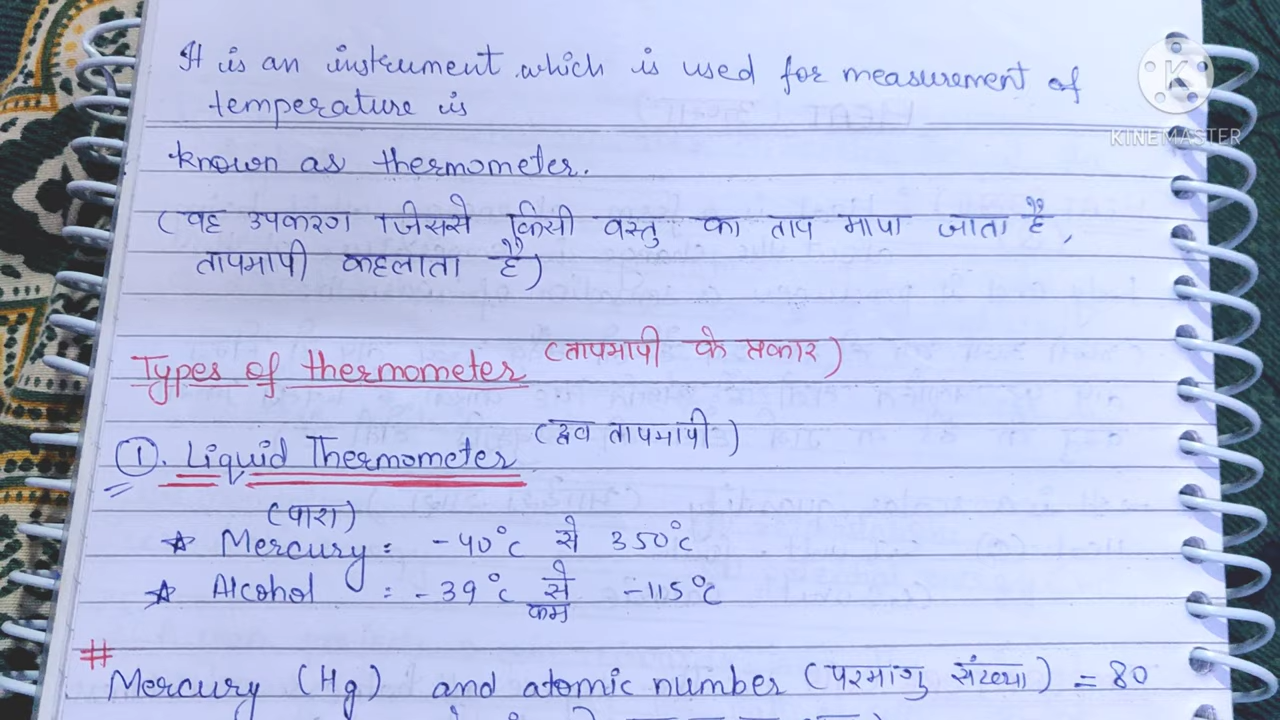 It is an instrument which is used for measurement of
temperature is
known as thermometer.
(वह उपकरण जिससे किसी वस्तु का ताप मापा जाता है,
तापमापी कहलाता है)
Types of thermometer (तापमापी के प्रकार)
①. Liquid Thermometer (द्रव तापमापी)
(पारा)
☆ Mercury: -40°c से 350°c
☆ Alcohol : -39°c से -115°c
कम
#
Mercury (Hg) and atomic number (परमाणु संख्या) = 80
KINEMASTER